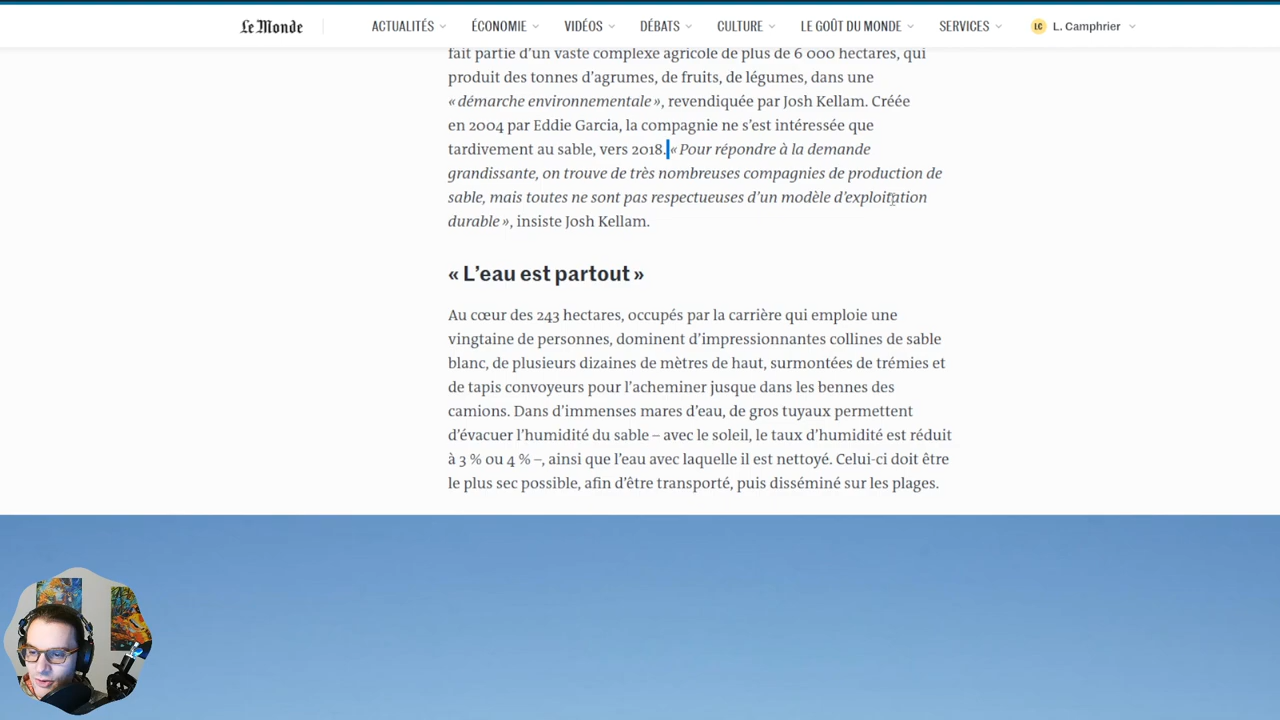 Le Monde
ACTUALITÉS
ÉCONOMIE
VIDÉOS
DÉBATS
CULTURE
LE GOÛT DU MONDE
SERVICES
LC
L. Camphrier
fait partie d’un vaste complexe agricole de plus de 6 000 hectares, qui
produit des tonnes d’agrumes, de fruits, de légumes, dans une
« démarche environnementale », revendiquée par Josh Kellam. Créée
en 2004 par Eddie Garcia, la compagnie ne s’est intéressée que
tardivement au sable, vers 2018. « Pour répondre à la demande
grandissante, on trouve de très nombreuses compagnies de production de
sable, mais toutes ne sont pas respectueuses d’un modèle d’exploitation
durable », insiste Josh Kellam.
« L’eau est partout »
Au cœur des 243 hectares, occupés par la carrière qui emploie une
vingtaine de personnes, dominent d’impressionnantes collines de sable
blanc, de plusieurs dizaines de mètres de haut, surmontées de trémies et
de tapis convoyeurs pour l’acheminer jusque dans les bennes des
camions. Dans d’immenses mares d’eau, de gros tuyaux permettent
d’évacuer l’humidité du sable – avec le soleil, le taux d’humidité est réduit
à 3 % ou 4 % –, ainsi que l’eau avec laquelle il est nettoyé. Celui-ci doit être
le plus sec possible, afin d’être transporté, puis disséminé sur les plages.